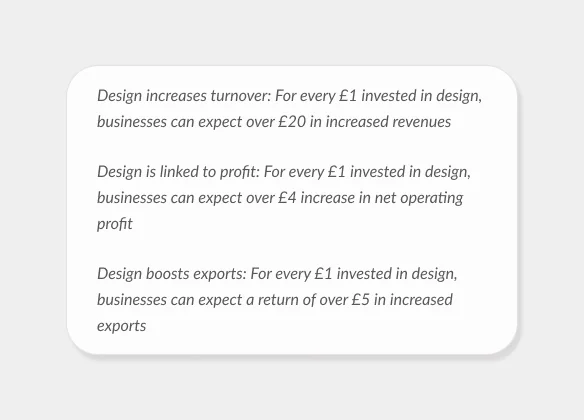 Design increases turnover: For every £1 invested in design,
businesses can expect over £20 in increased revenues
Design is linked to profit: For every £1 invested in design,
businesses can expect over £4 increase in net operating
profit
Design boosts exports: For every £1 invested in design,
businesses can expect a return of over £5 in increased
exports